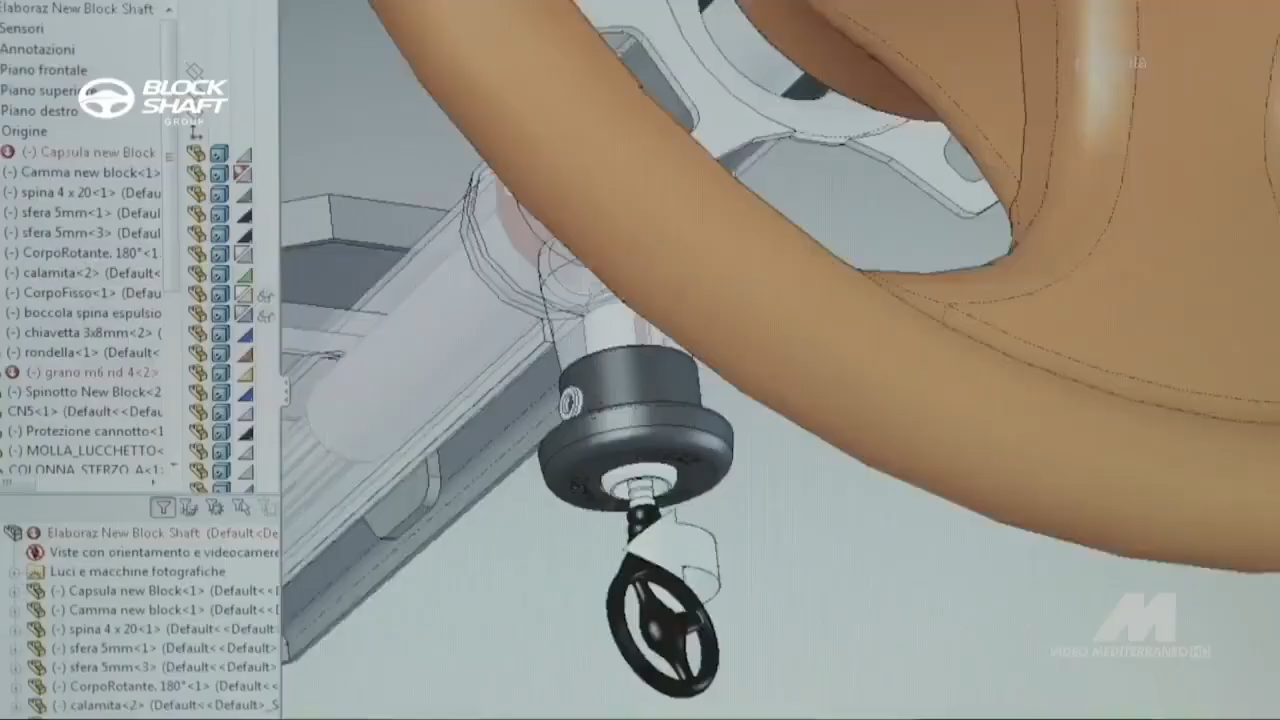 Elaboraz New Block Shaft
Sensori
Annotazioni
Piano frontale
Piano superiore
Piano destro
Origine
BLOCK
SHAFT
GROUP
(-) Capsula new Block
(-) Camma new block<1>
(-) spina 4 x 20<1> (Defau
(-) sfera 5mm<1> (Defaul
(-) sfera 5mm<3> (Defaul
(-) CorpoRotante. 180°<1
(-) calamita<2> (Default<
(-) CorpoFisso<1> (Defau
(-) boccola spina espulsio
(-) chiavetta 3x8mm<2> (
(-) rondella<1> (Default<
(-) grano m6 nd 4<2>
(-) Spinotto New Block<2
CN5<1> (Default<<Defau
(-) Protezione cannotto<1
(-) MOLLA_LUCCHETTO<
COLONNA_STERZO_A<1>
Elaboraz New Block Shaft (Default<De
Viste con orientamento e videocamere
Luci e macchine fotografiche
(-) Capsula new Block<1> (Default<<I
(-) Camma new block<1> (Default<<[
(-) spina 4 x 20<1> (Default<<Default>
(-) sfera 5mm<1> (Default<<Default>
(-) sfera 5mm<3> (Default<<Default>
(-) CorpoRotante. 180°<1> (Default<<
(-) calamita<2> (Default<<Default>_S
M
VIDEO MEDITERRANEO HD